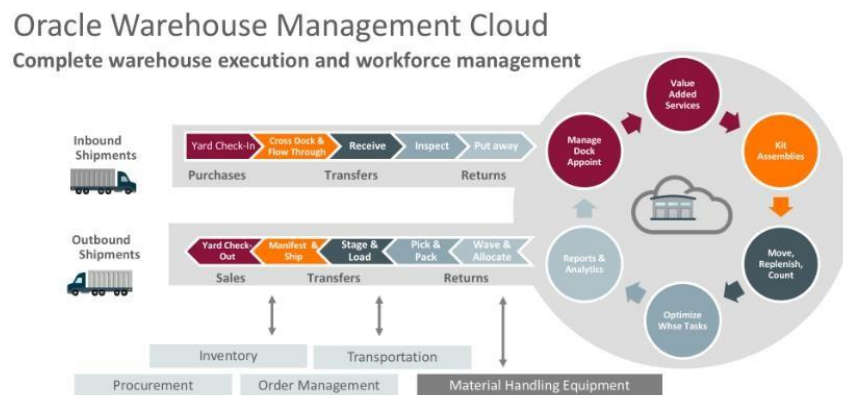 Oracle Warehouse Management Cloud
Complete warehouse execution and workforce management
Inbound
Shipments
Yard Check-In
Cross Dock &
Flow Through
Receive
Inspect
Put away
Purchases
Transfers
Returns
Outbound
Shipments
Yard Check-
Out
Manifest &
Ship
Stage &
Load
Pick &
Pack
Wave &
Allocate
Sales
Transfers
Returns
Inventory
Transportation
Procurement
Order Management
Material Handling Equipment
Value
Added
Services
Kit
Assemblies
Move,
Replenish,
Count
Optimize
Whse Tasks
Reports &
Analytics
Manage
Dock
Appoint